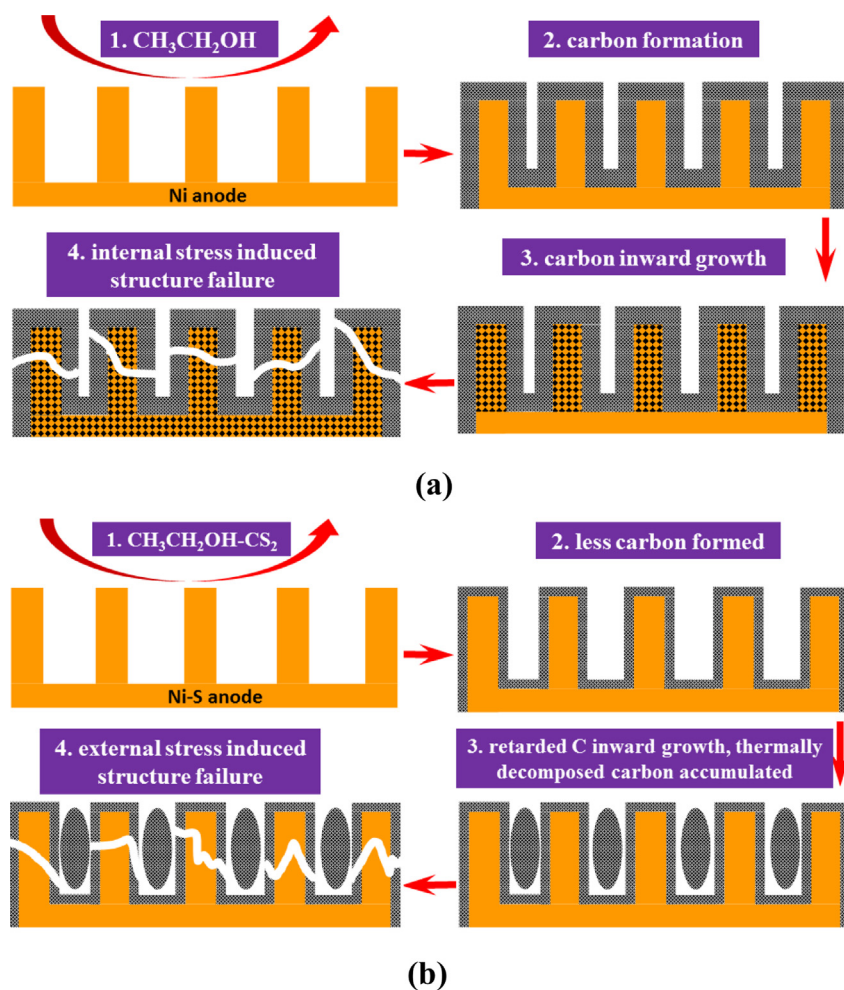 1. CH₃CH₂OH
2. carbon formation
Ni anode
4. internal stress induced
structure failure
3. carbon inward growth
(a)
1. CH₃CH₂OH-CS₂
2. less carbon formed
Ni-S anode
4. external stress induced
structure failure
3. retarded C inward growth, thermally
decomposed carbon accumulated
(b)